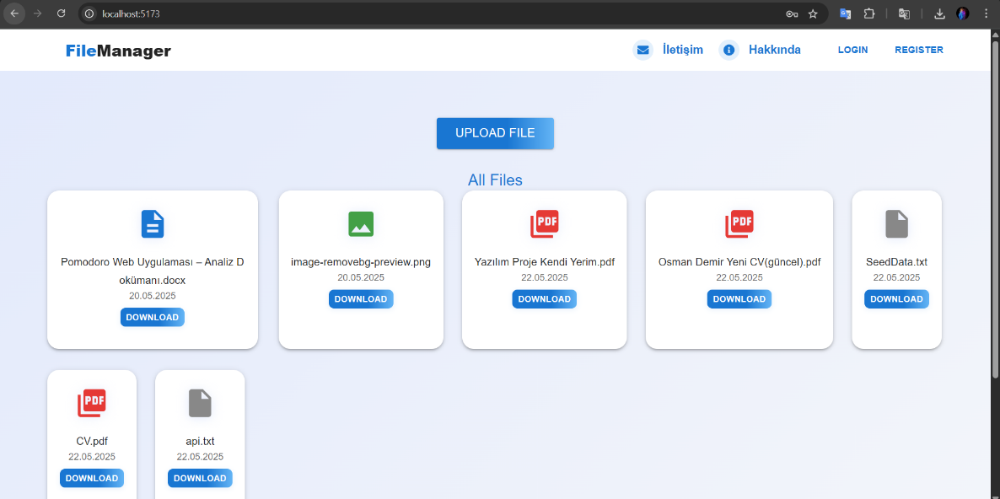 localhost:5173
FileManager
İletişim
Hakkında
LOGIN
REGISTER
UPLOAD FILE
All Files
PDF
PDF
Pomodoro Web Uygulaması – Analiz D
okümanı.docx
20.05.2025
DOWNLOAD
image-removebg-preview.png
20.05.2025
DOWNLOAD
Yazılım Proje Kendi Yerim.pdf
22.05.2025
DOWNLOAD
Osman Demir Yeni CV(güncel).pdf
22.05.2025
DOWNLOAD
SeedData.txt
22.05.2025
DOWNLOAD
PDF
CV.pdf
22.05.2025
DOWNLOAD
api.txt
22.05.2025
DOWNLOAD